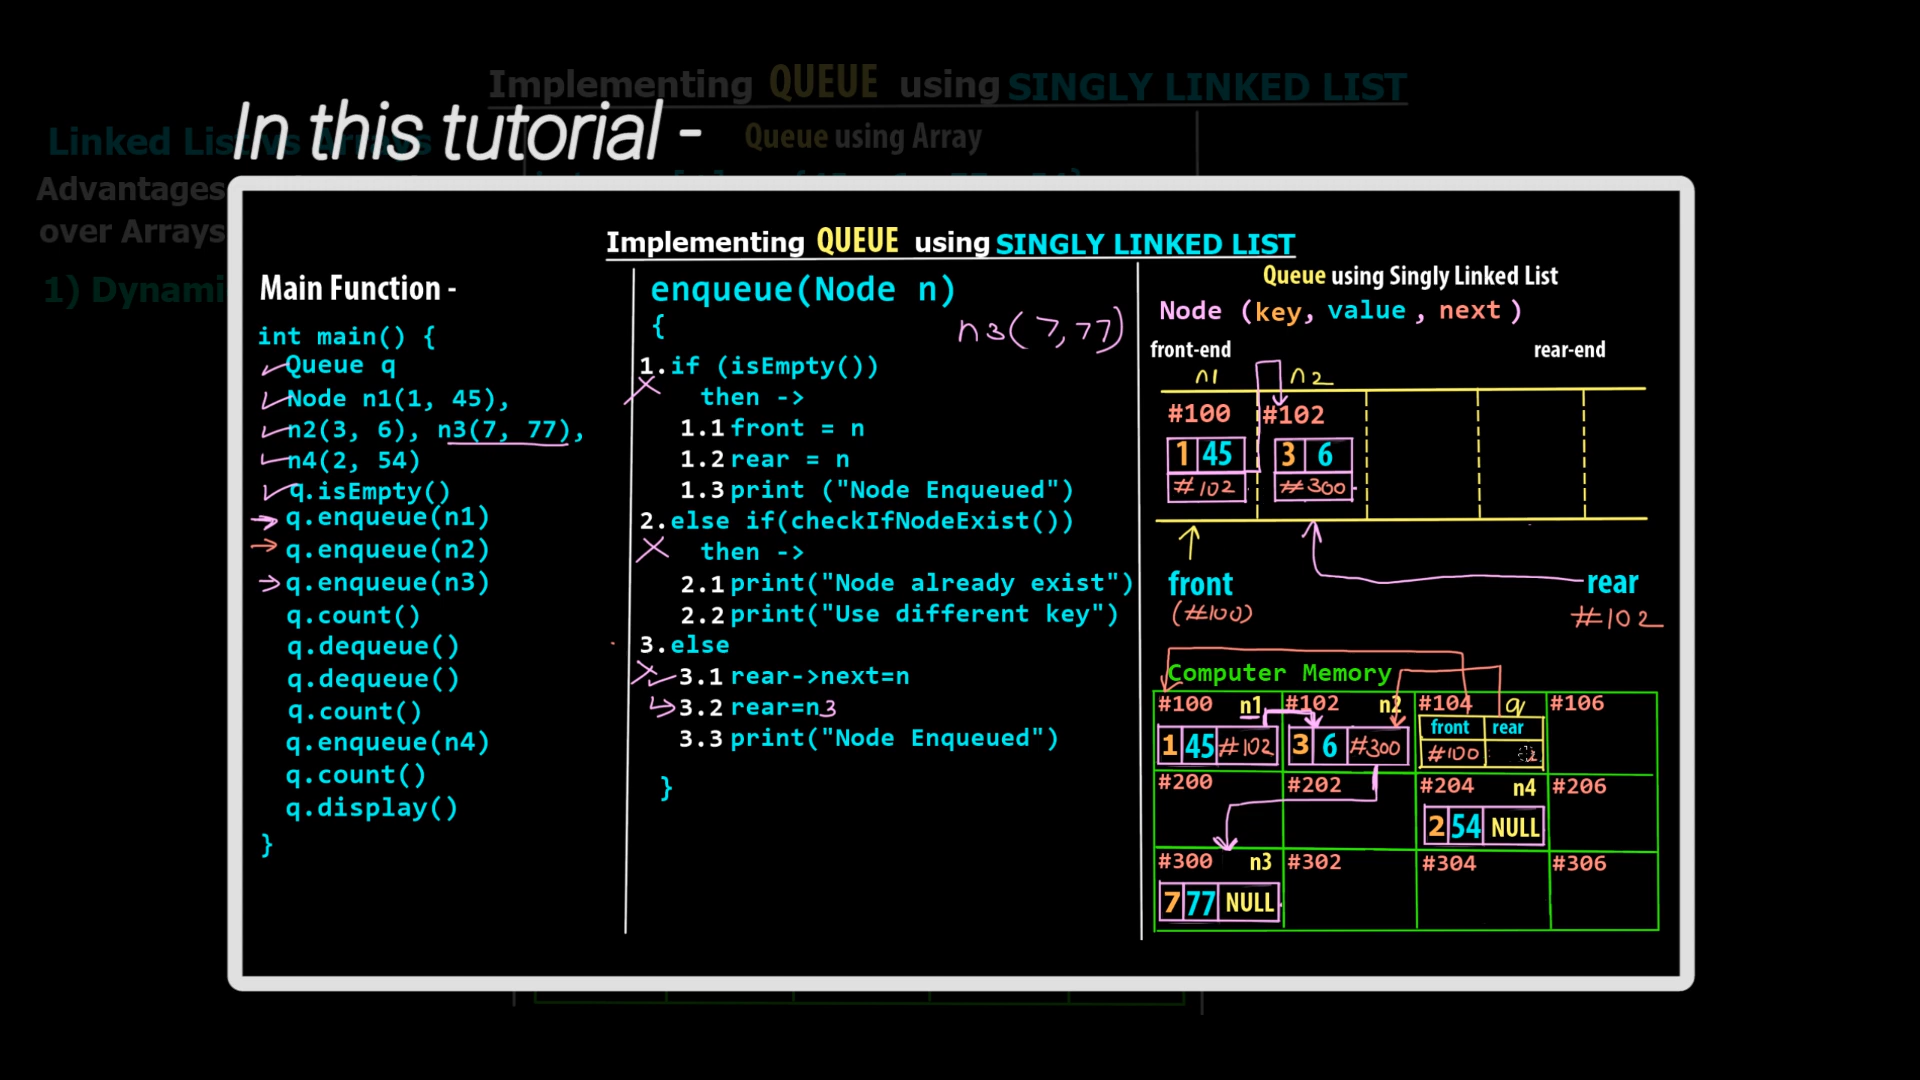 Implementing QUEUE using SINGLY LINKED LIST
In this tutorial -
Queue using Array
Advantages
over Arrays
1) Dynami
Implementing QUEUE using SINGLY LINKED LIST
Main Function -
int main() {
Queue q
Node n1(1, 45),
n2(3, 6), n3(7, 77),
n4(2, 54)
q.isEmpty()
q.enqueue(n1)
q.enqueue(n2)
q.enqueue(n3)
q.count()
q.dequeue()
q.dequeue()
q.count()
q.enqueue(n4)
q.count()
q.display()
}
enqueue(Node n)
{
n3(7,77)
1.if (isEmpty())
then ->
1.1 front = n
1.2 rear = n
1.3 print ("Node Enqueued")
2.else if(checkIfNodeExist())
then ->
2.1 print("Node already exist")
2.2 print("Use different key")
3.else
3.1 rear->next=n
3.2 rear=n3
3.3 print("Node Enqueued")
}
Queue using Singly Linked List
Node (key, value , next )
front-end rear-end
n1 n2
#100 #102
1 45 3 6
#102 #300
front rear
(#100) #102
Computer Memory
#100 n1 #102 n2 #104 q #106
front rear
1 45 #102 3 6 #300 #100
#200 #202 #204 n4 #206
2 54 NULL
#300 n3 #302 #304 #306
7 77 NULL